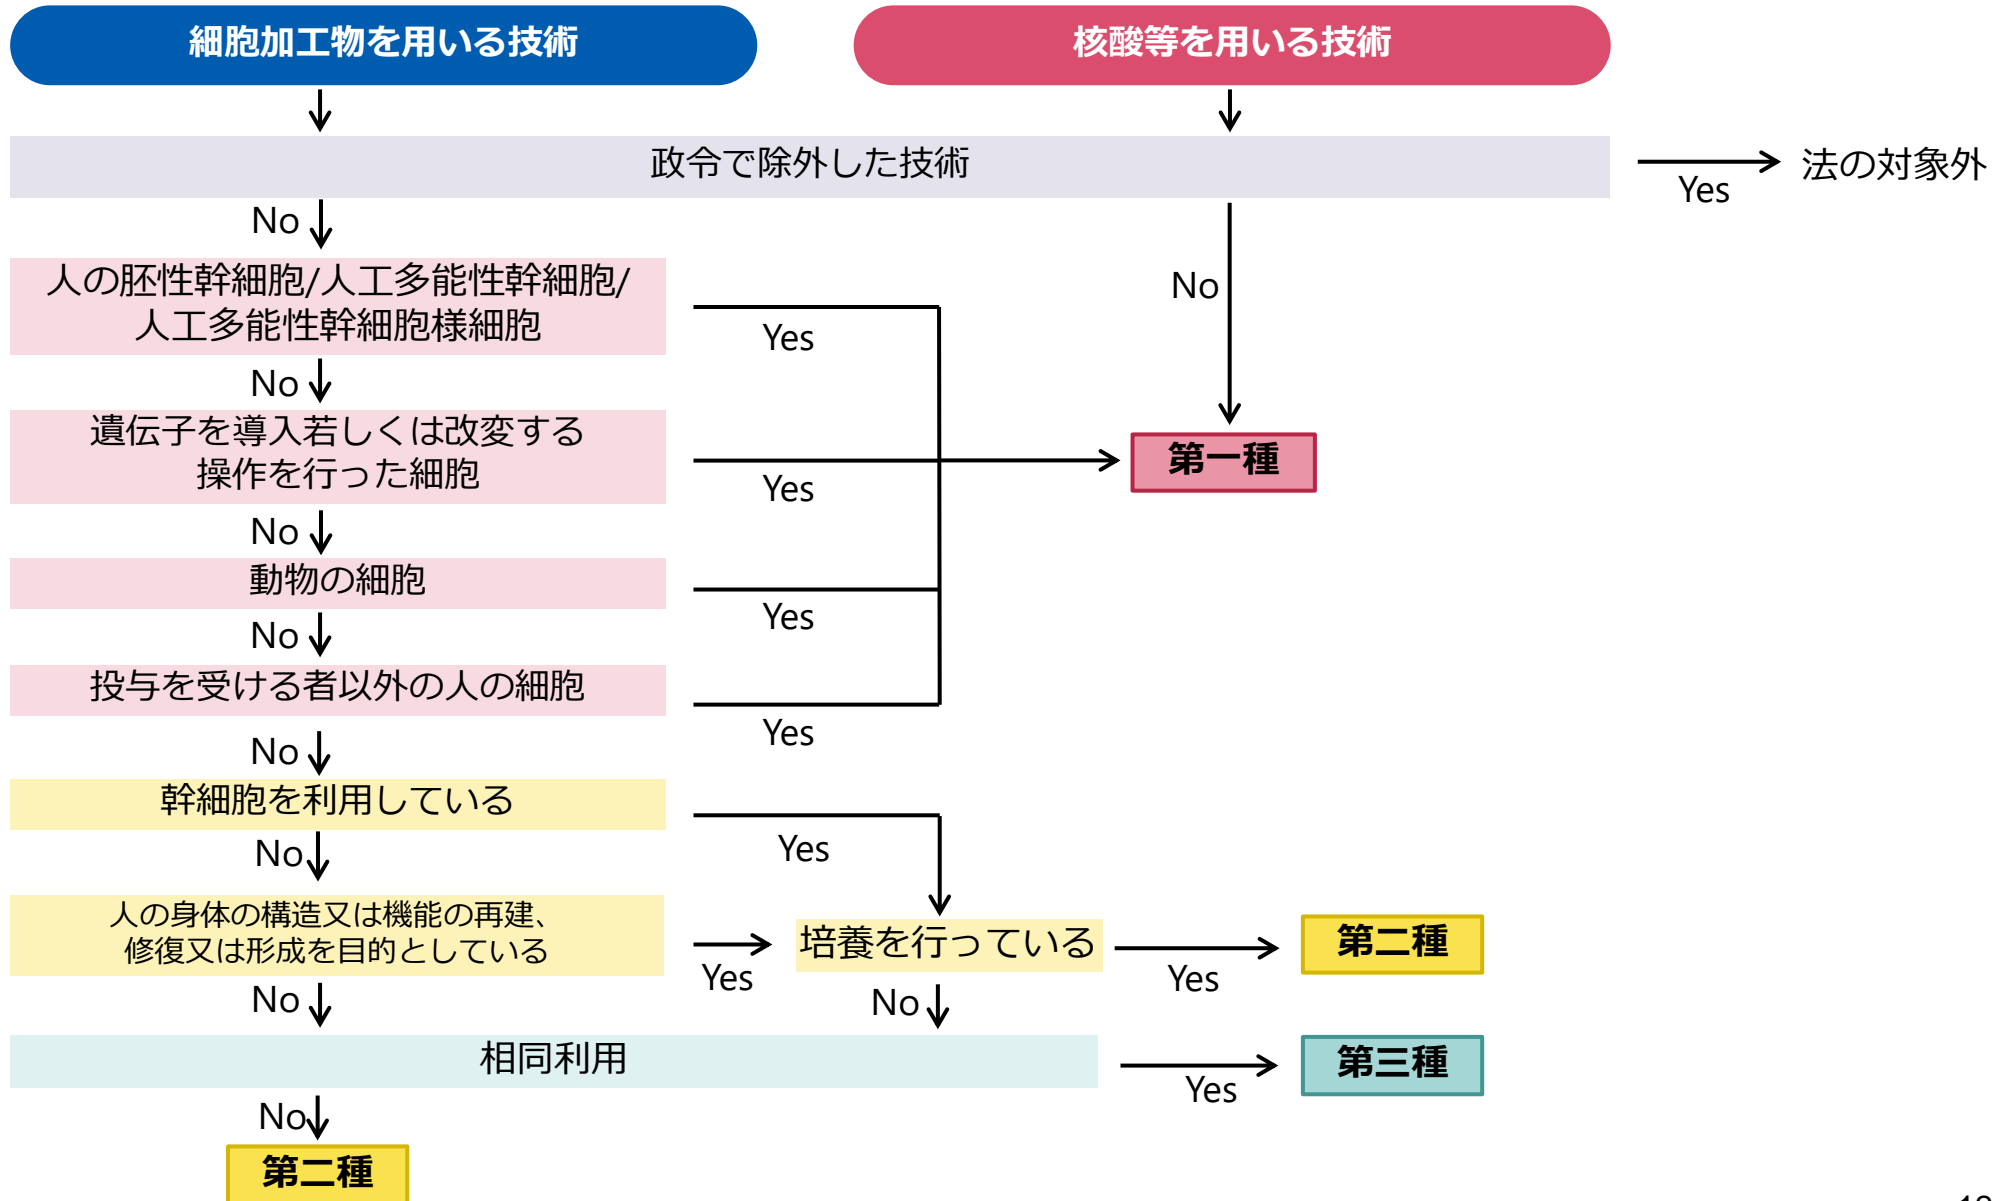 細胞加工物を用いる技術
核酸等を用いる技術
政令で除外した技術
Yes
法の対象外
No
人の胚性幹細胞/人工多能性幹細胞/
人工多能性幹細胞様細胞
Yes
No
No
遺伝子を導入若しくは改変する
操作を行った細胞
Yes
第一種
No
動物の細胞
Yes
No
投与を受ける者以外の人の細胞
Yes
No
幹細胞を利用している
Yes
No
人の身体の構造又は機能の再建、
修復又は形成を目的としている
Yes
培養を行っている
Yes
第二種
No
No
相同利用
Yes
第三種
No
第二種